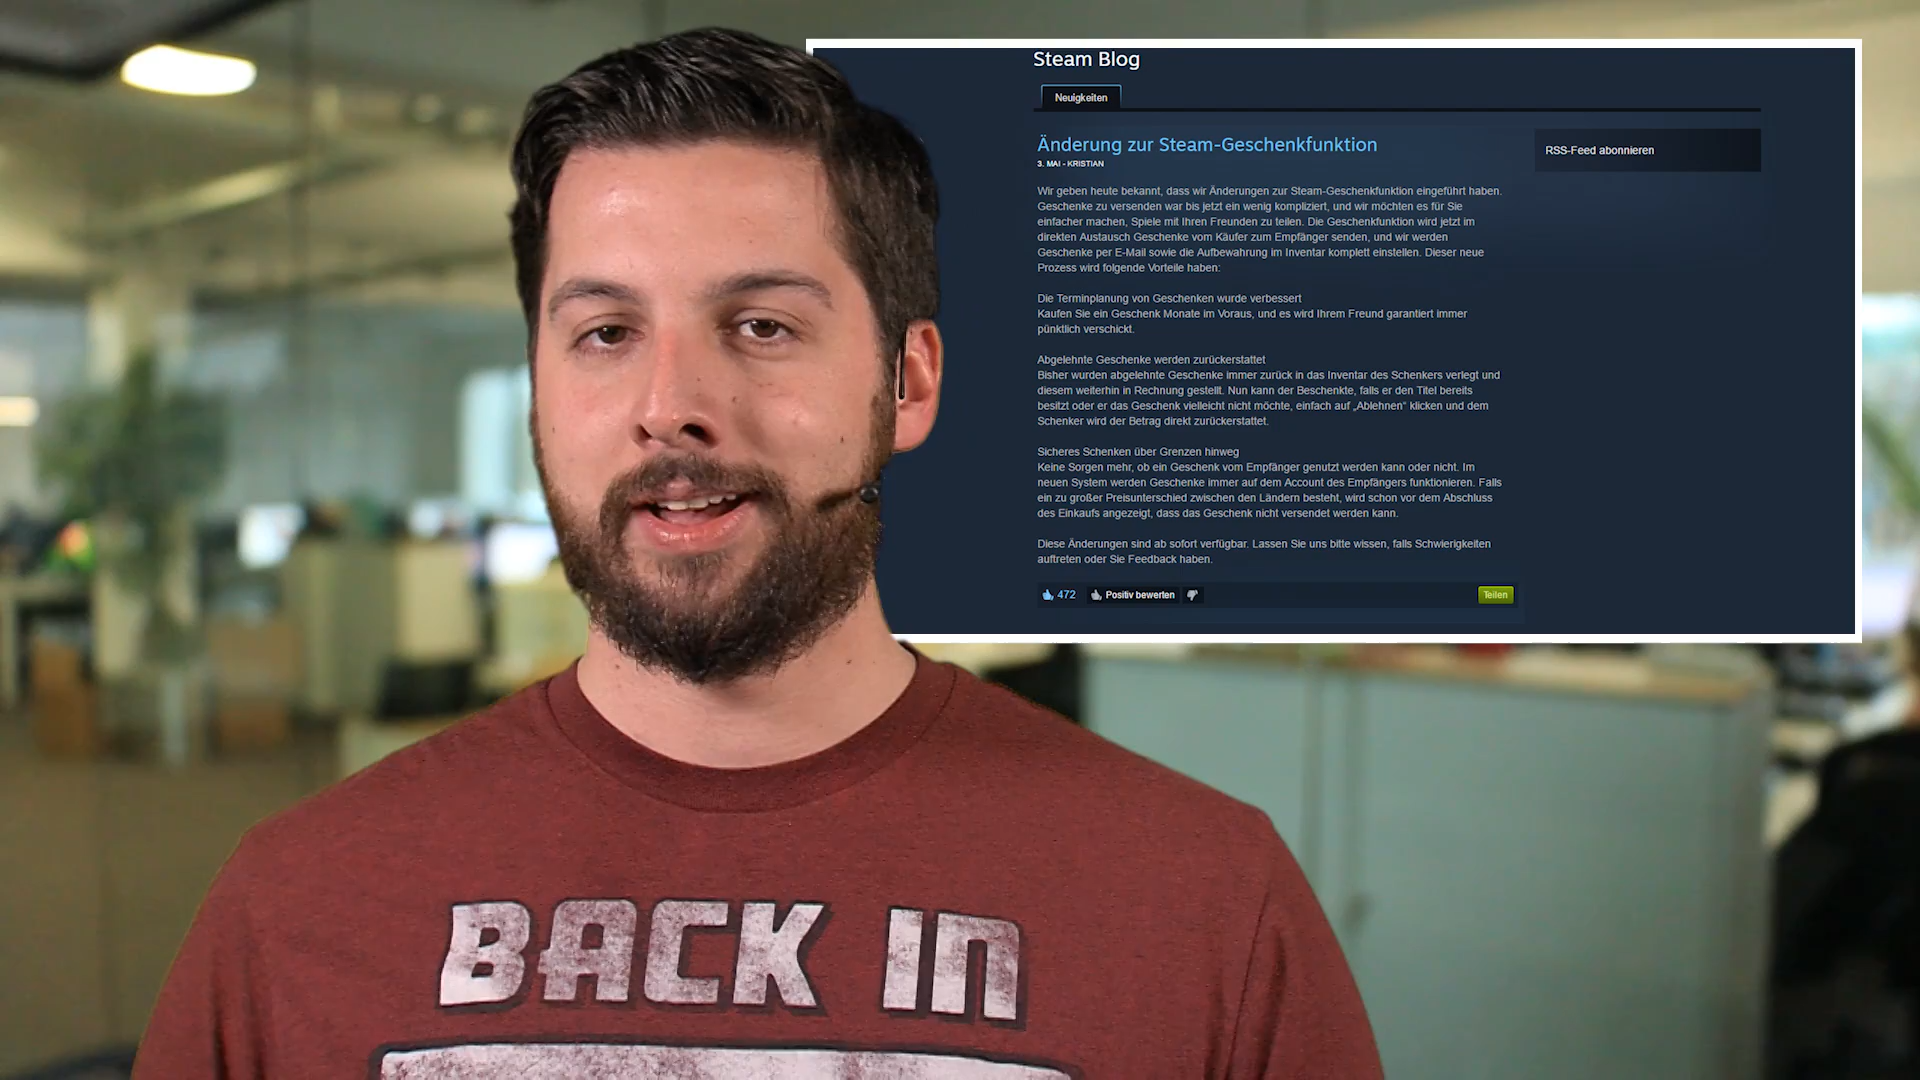 Steam Blog
Neuigkeiten
Änderung zur Steam-Geschenkfunktion
3. MAI - KRISTIAN
RSS-Feed abonnieren
Wir geben heute bekannt, dass wir Änderungen zur Steam-Geschenkfunktion eingeführt haben.
Geschenke zu versenden war bis jetzt ein wenig kompliziert, und wir möchten es für Sie
einfacher machen, Spiele mit Ihren Freunden zu teilen. Die Geschenkfunktion wird jetzt im
direkten Austausch Geschenke vom Käufer zum Empfänger senden, und wir werden
Geschenke per E-Mail sowie die Aufbewahrung im Inventar komplett einstellen. Dieser neue
Prozess wird folgende Vorteile haben:
Die Terminplanung von Geschenken wurde verbessert
Kaufen Sie ein Geschenk Monate im Voraus, und es wird Ihrem Freund garantiert immer
pünktlich verschickt.
Abgelehnte Geschenke werden zurückerstattet
Bisher wurden abgelehnte Geschenke immer zurück in das Inventar des Schenkers verlegt und
diesem weiterhin in Rechnung gestellt. Nun kann der Beschenkte, falls er den Titel bereits
besitzt oder er das Geschenk vielleicht nicht möchte, einfach auf „Ablehnen“ klicken und dem
Schenker wird der Betrag direkt zurückerstattet.
Sicheres Schenken über Grenzen hinweg
Keine Sorgen mehr, ob ein Geschenk vom Empfänger genutzt werden kann oder nicht. Im
neuen System werden Geschenke immer auf dem Account des Empfängers funktionieren. Falls
ein zu großer Preisunterschied zwischen den Ländern besteht, wird schon vor dem Abschluss
des Einkaufs angezeigt, dass das Geschenk nicht versendet werden kann.
Diese Änderungen sind ab sofort verfügbar. Lassen Sie uns bitte wissen, falls Schwierigkeiten
auftreten oder Sie Feedback haben.
472
Positiv bewerten
Teilen
BACK IN